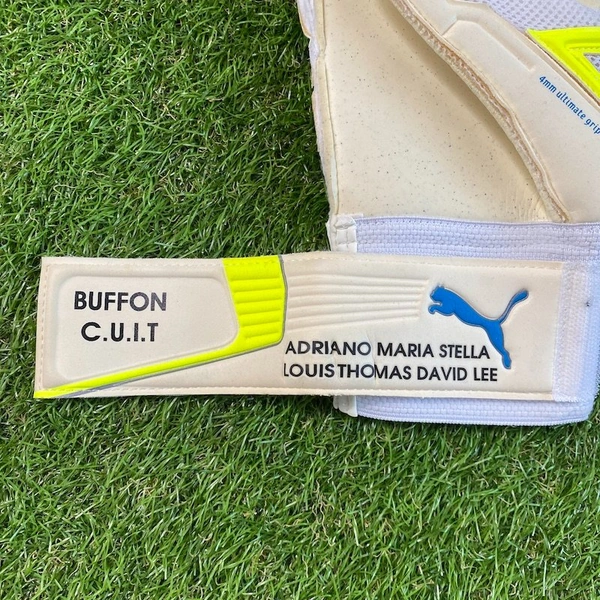 4mm ultimate grip
BUFFON
C.U.I.T
ADRIANO MARIA STELLA
LOUIS THOMAS DAVID LEE